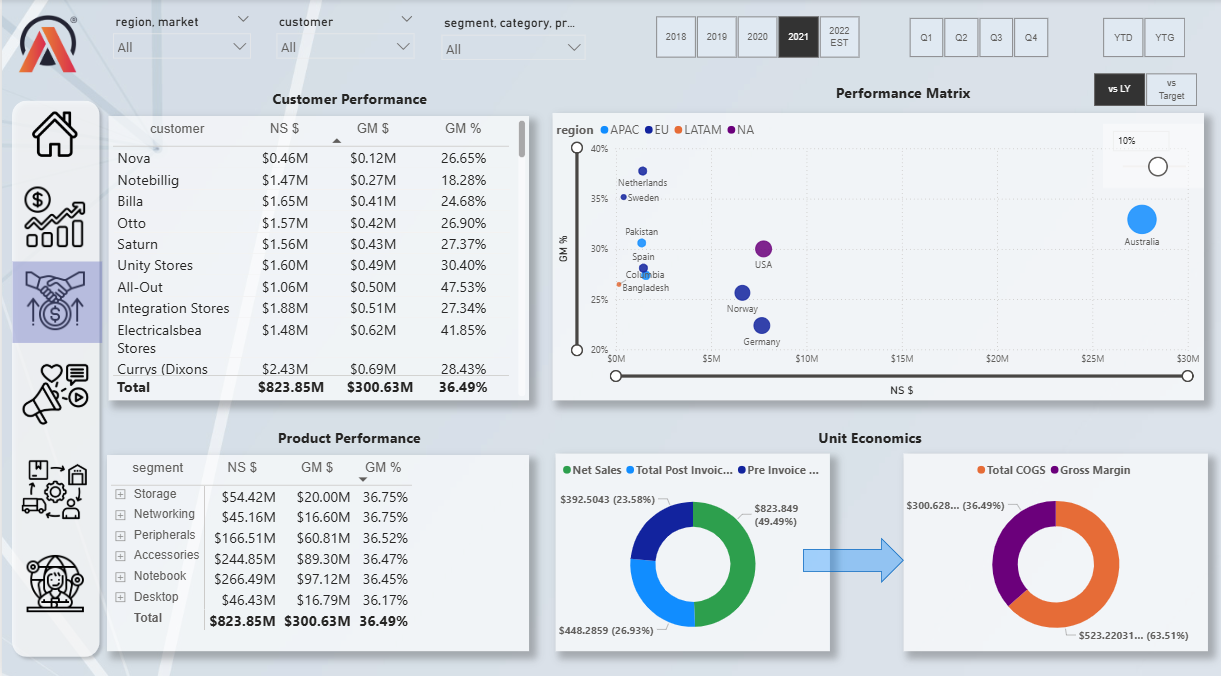 region, market
customer
segment, category, pr...
All
All
All
2018
2019
2020
2021
2022
EST
Q1
Q2
Q3
Q4
YTD
YTG
vs LY
vs
Target
Customer Performance
customer NS $ GM $ GM %
Nova $0.46M $0.12M 26.65%
Notebillig $1.47M $0.27M 18.28%
Billa $1.65M $0.41M 24.68%
Otto $1.57M $0.42M 26.90%
Saturn $1.56M $0.43M 27.37%
Unity Stores $1.60M $0.49M 30.40%
All-Out $1.06M $0.50M 47.53%
Integration Stores $1.88M $0.51M 27.34%
Electricalsbea $1.48M $0.62M 41.85%
Stores
Currys (Dixons $2.43M $0.69M 28.43%
Total $823.85M $300.63M 36.49%
Performance Matrix
region APAC EU LATAM NA
10%
GM %
40%
35%
30%
25%
20%
Netherlands
Sweden
Pakistan
Spain
Columbia
Bangladesh
USA
Norway
Germany
Australia
$0M $5M $10M $15M $20M $25M $30M
NS $
Product Performance
segment NS $ GM $ GM %
Storage $54.42M $20.00M 36.75%
Networking $45.16M $16.60M 36.75%
Peripherals $166.51M $60.81M 36.52%
Accessories $244.85M $89.30M 36.47%
Notebook $266.49M $97.12M 36.45%
Desktop $46.43M $16.79M 36.17%
Total $823.85M $300.63M 36.49%
Unit Economics
Net Sales Total Post Invoic... Pre Invoice ...
$392.5043 (23.58%)
$823.849
(49.49%)
$448.2859 (26.93%)
Total COGS Gross Margin
$300.628... (36.49%)
$523.22031... (63.51%)